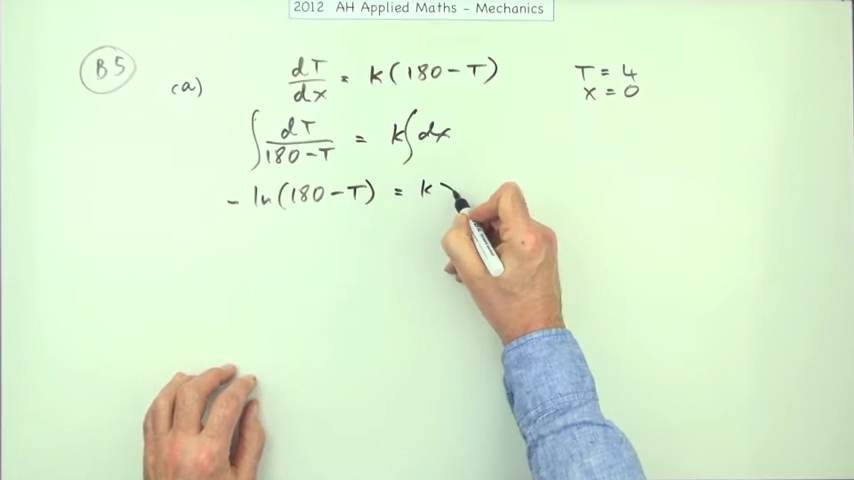 2012 AH Applied Maths - Mechanics
B5
(a) dT/dx = k(180-T) T = 4
x = 0
∫ dT/180-T = k∫dx
- ln(180-T) = k